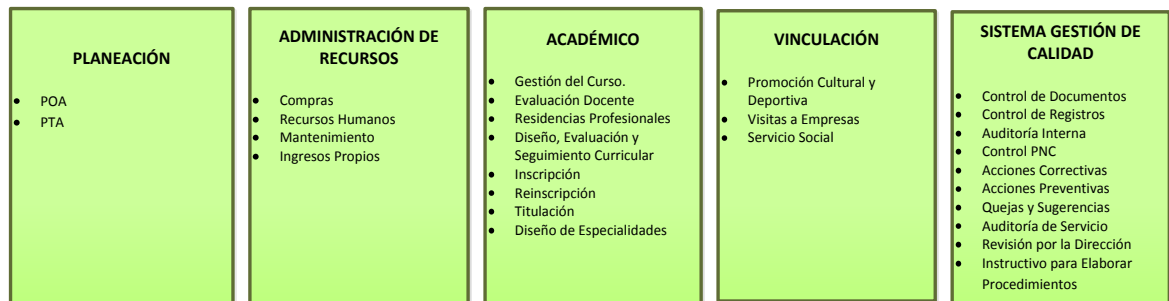 PLANEACIÓN
• POA
• PTA
ADMINISTRACIÓN DE
RECURSOS
• Compras
• Recursos Humanos
• Mantenimiento
• Ingresos Propios
ACADÉMICO
• Gestión del Curso.
• Evaluación Docente
• Residencias Profesionales
• Diseño, Evaluación y
Seguimiento Curricular
• Inscripción
• Reinscripción
• Titulación
• Diseño de Especialidades
VINCULACIÓN
• Promoción Cultural y
Deportiva
• Visitas a Empresas
• Servicio Social
SISTEMA GESTIÓN DE
CALIDAD
• Control de Documentos
• Control de Registros
• Auditoría Interna
• Control PNC
• Acciones Correctivas
• Acciones Preventivas
• Quejas y Sugerencias
• Auditoría de Servicio
• Revisión por la Dirección
• Instructivo para Elaborar
Procedimientos